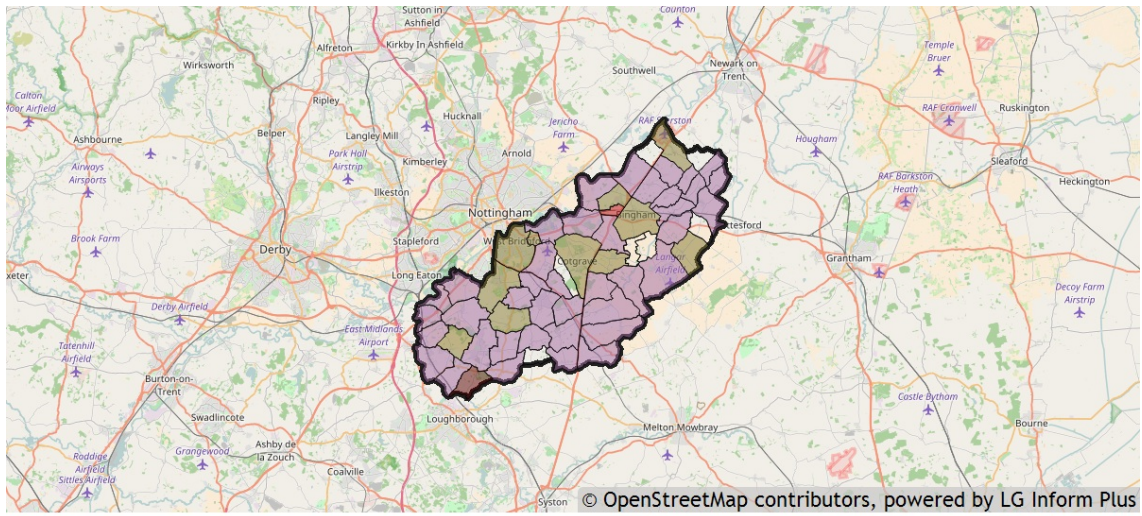 Sutton in
Ashfield
Caunton
Alfreton
Kirkby In Ashfield
Temple
Bruer
Wirksworth
Southwell
Newark on
Trent
Calton
Moor Airfield
Ripley
RAF Cranwell
Ruskington
Hucknall
Jericho
Farm
Ashbourne
Belper
Langley Mill
Hougham
Arnold
Park Hall
Airstrip
Kimberley
Sleaford
Airways
Airsports
Ilkeston
RAF Barkston
Heath
Heckington
Nottingham
Bingham
Stapleford
Brook Farm
Derby
Cotgrave
Langar
Airfield
Grantham
Long Eaton
Decoy Farm
Airstrip
Derby Airfield
East Midlands
Airport
Tatenhill
Airfield
Burton-on-
Trent
Castle Bytham
Swadlincote
Loughborough
Melton Mowbray
Bourne
Ashby de
la Zouch
Grangewood
Roddige
Airfield
Sittles Airfield
Coalville
Syston
© OpenStreetMap contributors, powered by LG Inform Plus